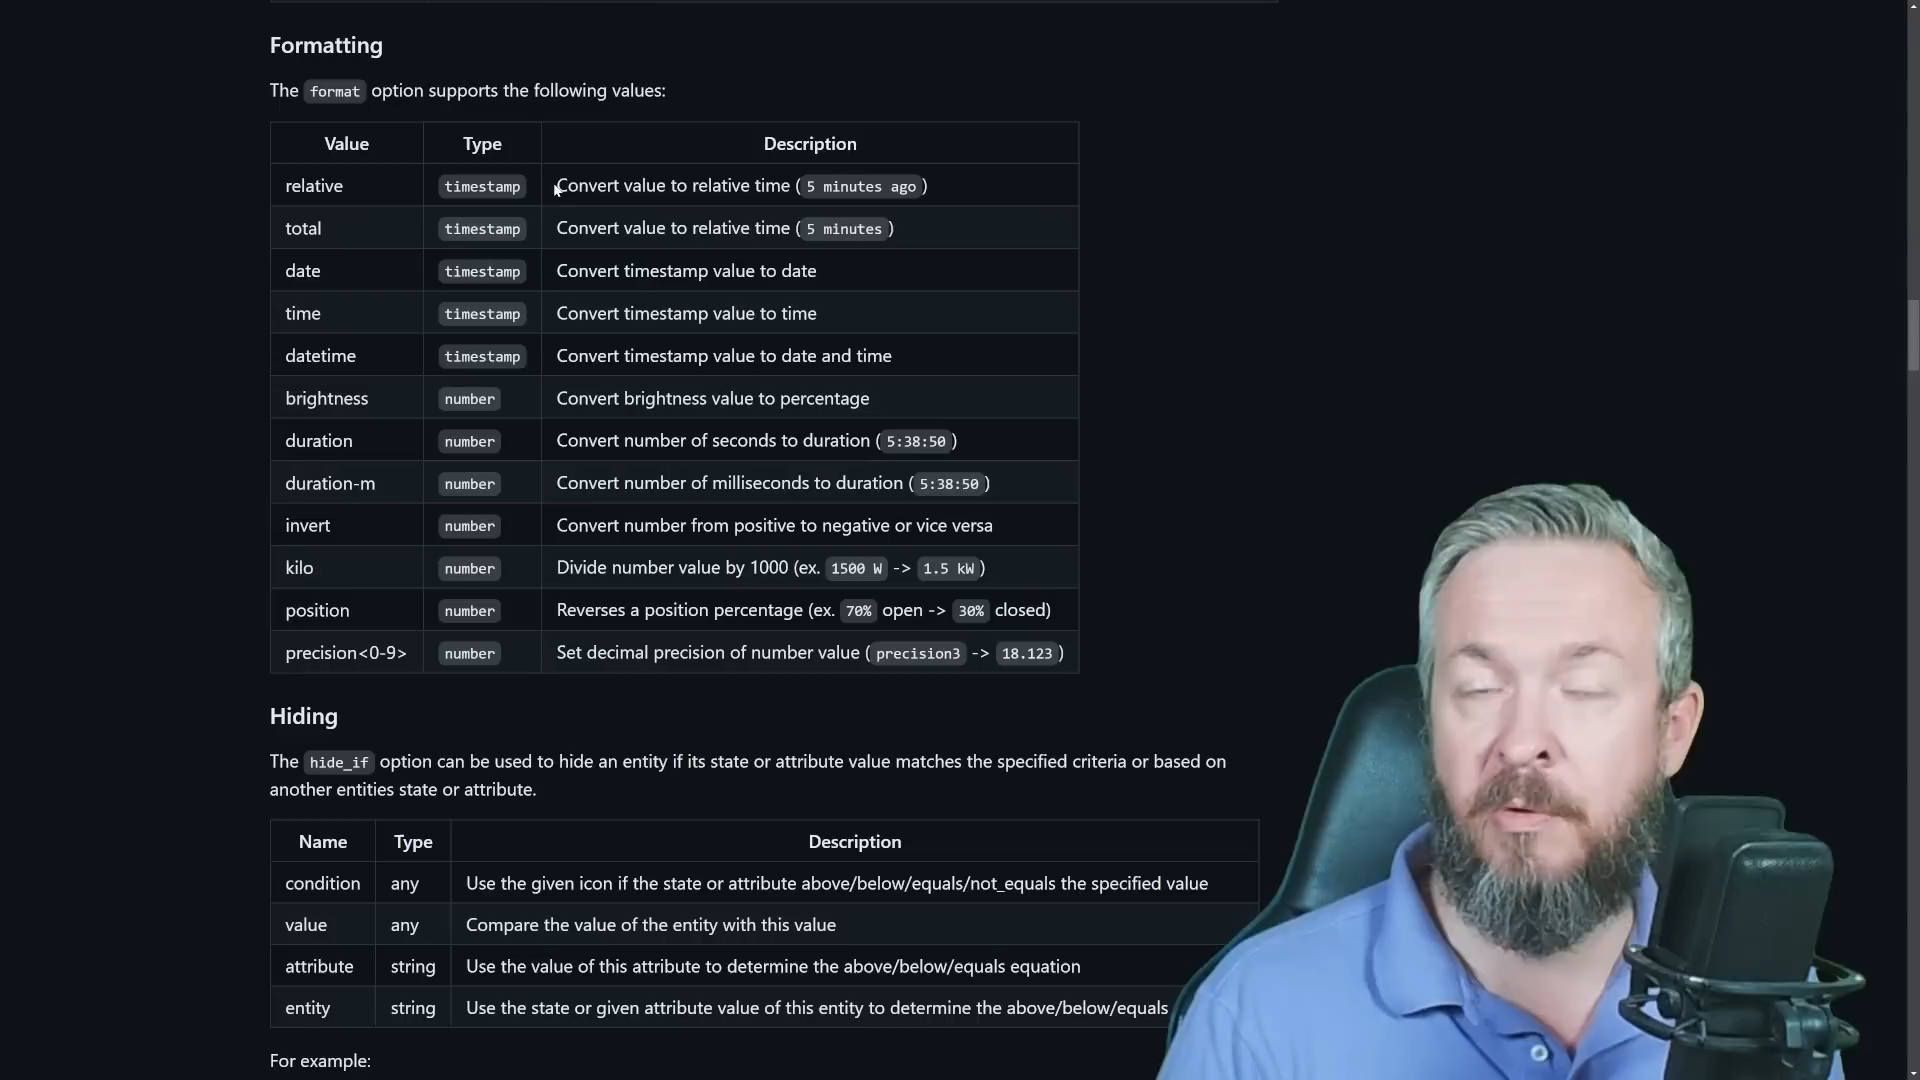 Formatting
The format option supports the following values:
Value Type Description
relative timestamp Convert value to relative time ( 5 minutes ago )
total timestamp Convert value to relative time ( 5 minutes )
date timestamp Convert timestamp value to date
time timestamp Convert timestamp value to time
datetime timestamp Convert timestamp value to date and time
brightness number Convert brightness value to percentage
duration number Convert number of seconds to duration ( 5:38:50 )
duration-m number Convert number of milliseconds to duration ( 5:38:50 )
invert number Convert number from positive to negative or vice versa
kilo number Divide number value by 1000 (ex. 1500 W -> 1.5 kW )
position number Reverses a position percentage (ex. 70% open -> 30% closed)
precision<0-9> number Set decimal precision of number value ( precision3 -> 18.123 )
Hiding
The hide_if option can be used to hide an entity if its state or attribute value matches the specified criteria or based on
another entities state or attribute.
Name Type Description
condition any Use the given icon if the state or attribute above/below/equals/not_equals the specified value
value any Compare the value of the entity with this value
attribute string Use the value of this attribute to determine the above/below/equals equation
entity string Use the state or given attribute value of this entity to determine the above/below/equals
For example: